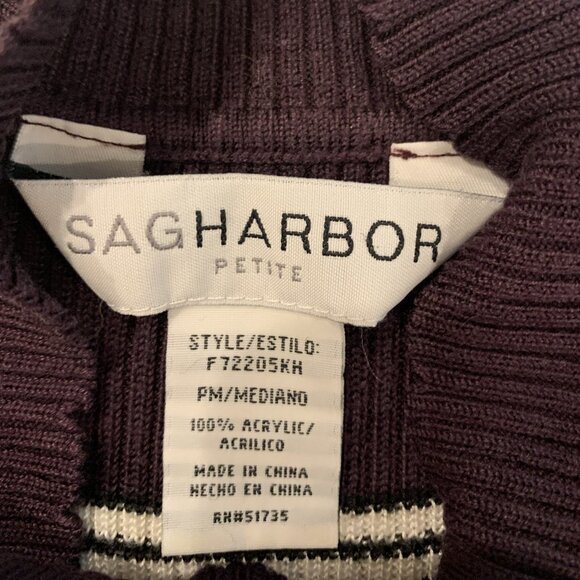 SAGHARBOR
PETITE
STYLE/ESTILO:
F72205KH
PM/MEDIANO
100% ACRYLIC/
ACRILICO
MADE IN CHINA
HECHO EN CHINA
RN#51735